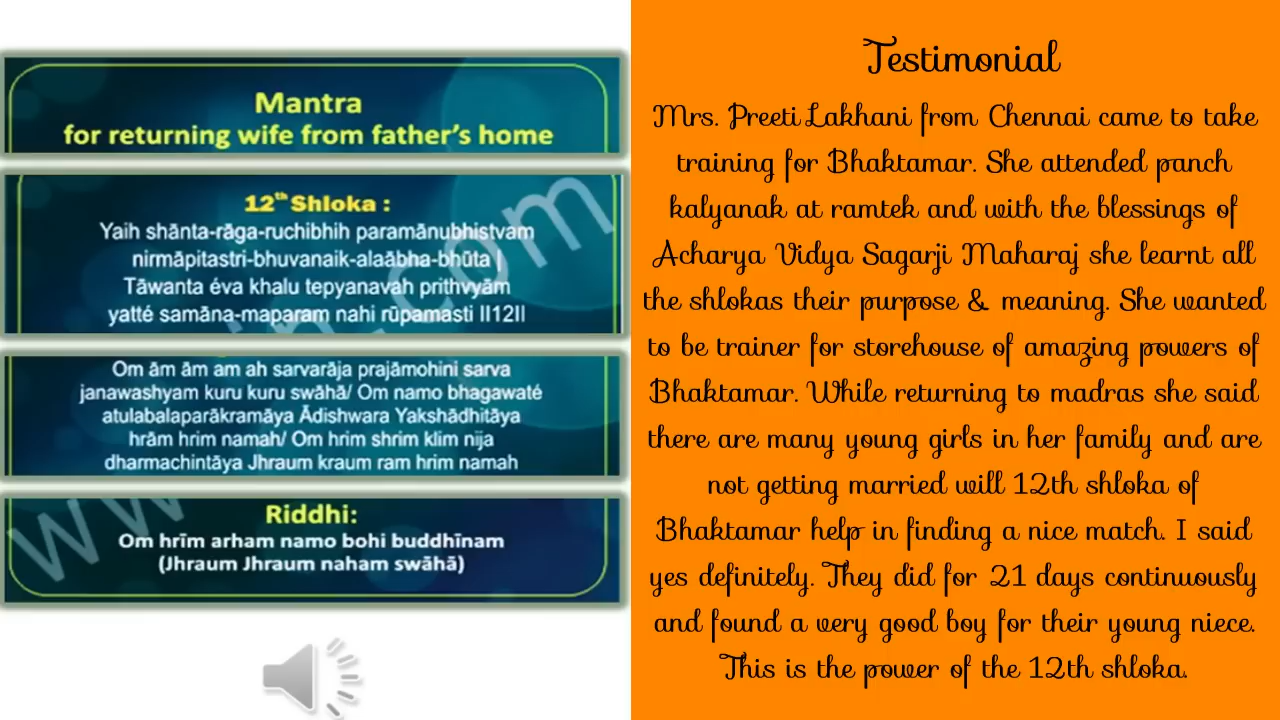 Mantra
for returning wife from father's home
12th Shloka :
Yaih shānta-rāga-ruchibhih paramānubhistvam
nirmāpitastri-bhuvanaik-alaābha-bhūta |
Tāwanta éva khalu tepyanavah prithvyām
yatté samāna-maparam nahi rūpamasti II12II
Om ām ām am ah sarvarāja prajāmohini sarva
janawashyam kuru kuru swāhā/ Om namo bhagawaté
atulabalaparākramāya Ādishwara Yakshādhitāya
hrām hrim namah/ Om hrim shrim klim nija
dharmachintāya Jhraum kraum ram hrim namah
Riddhi:
Om hrīm arham namo bohi buddhīnam
(Jhraum Jhraum naham swāhā)
Testimonial
Mrs. Preeti Lakhani from Chennai came to take
training for Bhaktamar. She attended panch
kalyanak at ramtek and with the blessings of
Acharya Vidya Sagarji Maharaj she learnt all
the shlokas their purpose & meaning. She wanted
to be trainer for storehouse of amazing powers of
Bhaktamar. While returning to madras she said
there are many young girls in her family and are
not getting married will 12th shloka of
Bhaktamar help in finding a nice match. I said
yes definitely. They did for 21 days continuously
and found a very good boy for their young niece.
This is the power of the 12th shloka.